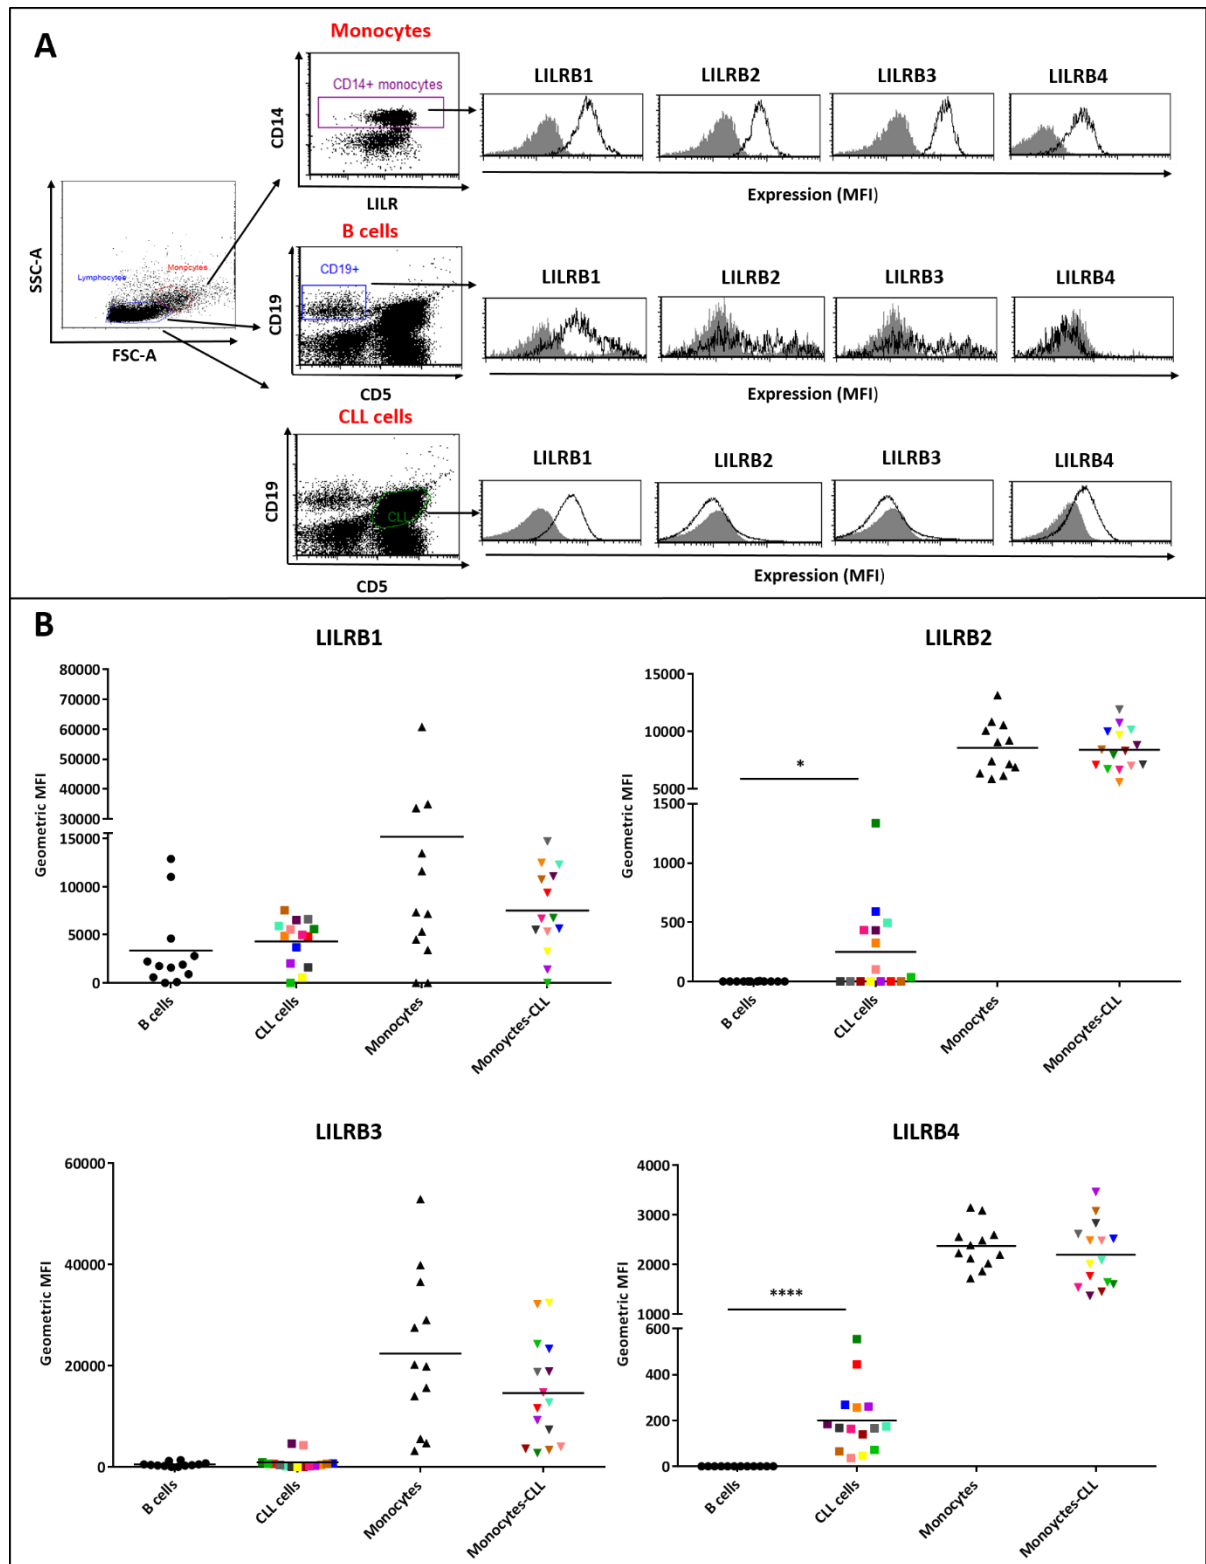 A
Monocytes
CD14+ monocytes
CD14
LILR
LILRB1 LILRB2 LILRB3 LILRB4
Expression (MFI)
SSC-A
Lymphocytes
Monocytes
FSC-A
B cells
CD19+
CD19
CD5
LILRB1 LILRB2 LILRB3 LILRB4
Expression (MFI)
CLL cells
CLL
CD19
CD5
LILRB1 LILRB2 LILRB3 LILRB4
Expression (MFI)
B
LILRB1
Geometric MFI
80000
70000
60000
50000
40000
30000
15000
10000
5000
0
B cells
CLL cells
Monocytes
Monoyctes-CLL
LILRB2
Geometric MFI
15000
10000
5000
1500
1000
500
0
*
B cells
CLL cells
Monocytes
Monocytes-CLL
LILRB3
Geometric MFI
60000
40000
20000
0
B cells
CLL cells
Monocytes
Monoyctes-CLL
LILRB4
Geometric MFI
4000
3000
2000
1000
600
400
200
0
****
B cells
CLL cells
Monocytes
Monoyctes-CLL